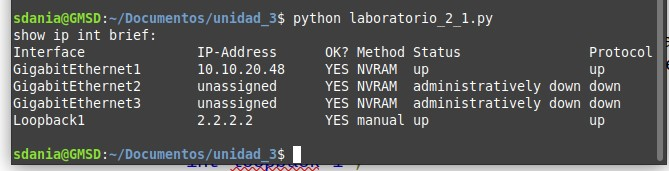 sdania@GMSD:~/Documentos/unidad_3$ python laboratorio_2_1.py
show ip int brief:
Interface              IP-Address      OK? Method Status                Protocol
GigabitEthernet1       10.10.20.48     YES NVRAM  up                    up
GigabitEthernet2       unassigned      YES NVRAM  administratively down down
GigabitEthernet3       unassigned      YES NVRAM  administratively down down
Loopback1              2.2.2.2         YES manual up                    up
sdania@GMSD:~/Documentos/unidad_3$